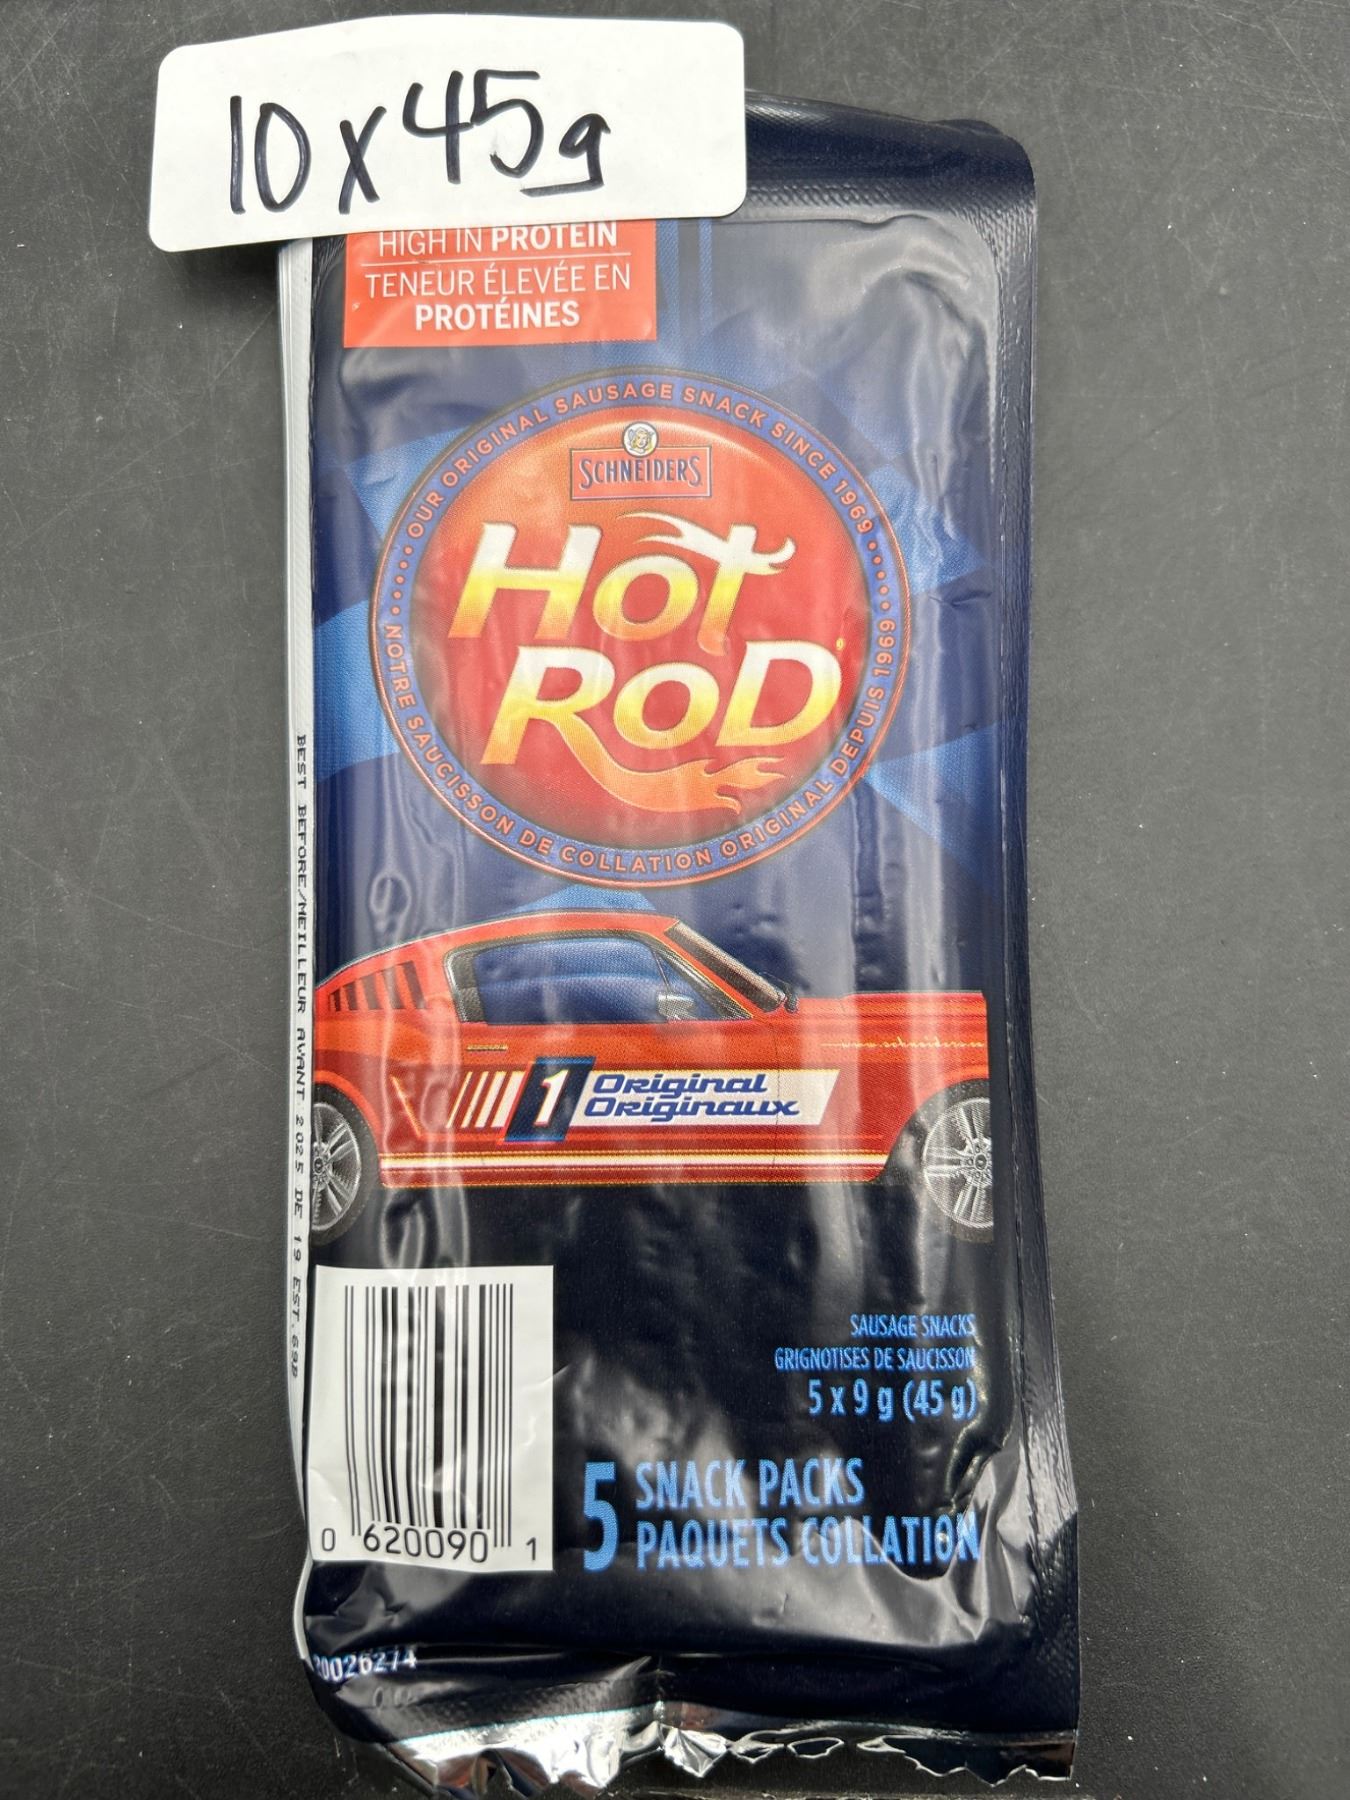 10 x 45g
HIGH IN PROTEIN
TENEUR ÉLEVÉE EN
PROTÉINES
OUR ORIGINAL SAUSAGE SNACK SINCE 1969
SCHNEIDERS
HOT
ROD
NOTRE SAUCISSON DE COLLATION ORIGINAL DEPUIS 1969
BEST BEFORE/MEILLEUR AVANT 2025 DE 19 EST.69B
1 Original
Originaux
SAUSAGE SNACKS
GRIGNOTISES DE SAUCISSON
5 x 9 g (45 g)
5 SNACK PACKS
PAQUETS COLLATION
0 620090 1
20026274